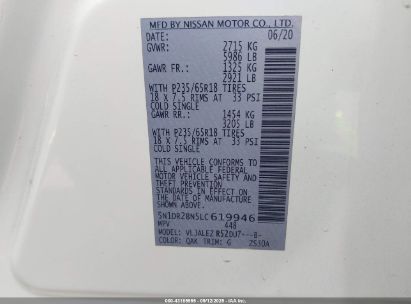 MFD BY NISSAN MOTOR CO., LTD.
DATE: 06/20
GVWR: 2715 KG
5986 LB
GAWR FR.: 1325 KG
2921 LB
WITH P235/65R18 TIRES
18 X 7.5 RIMS AT 33 PSI
COLD SINGLE
GAWR RR.: 1454 KG
3205 LB
WITH P235/65R18 TIRES
18 X 7.5 RIMS AT 33 PSI
COLD SINGLE
THIS VEHICLE CONFORMS TO
ALL APPLICABLE FEDERAL
MOTOR VEHICLE SAFETY
STANDARDS IN EFFECT ON
THE DATE OF MANUFACTURE
SHOWN ABOVE.
5N1DR2BN5LC619946
448
MODEL:
COLOR: QAK TRIM: G
09/12/2025